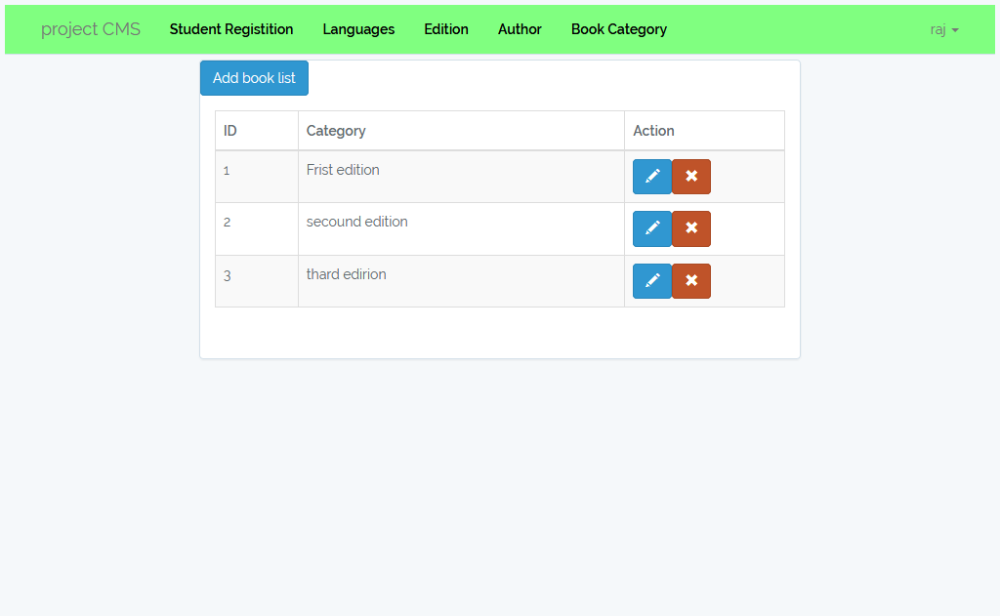 project CMS Student Registition Languages Edition Author Book Category raj
Add book list
ID Category Action
1 Frist edition
2 secound edition
3 thard edirion